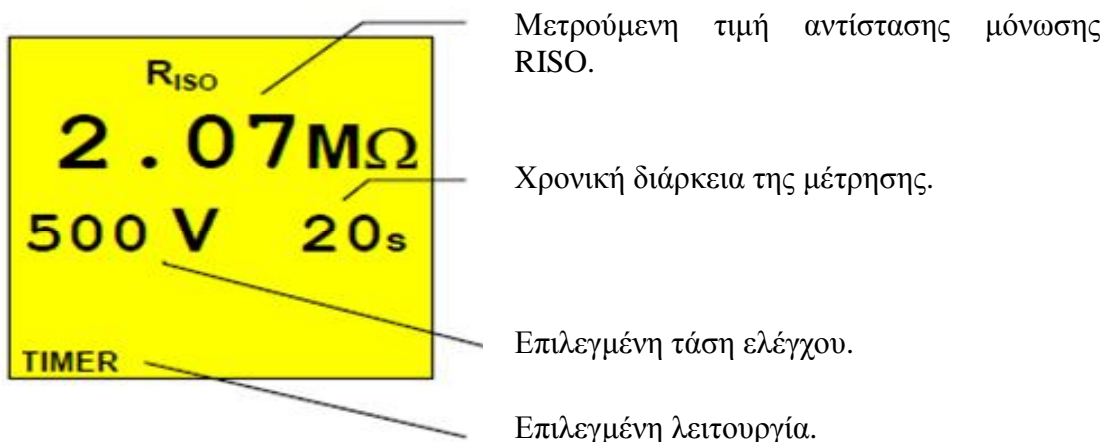 Μετρούμενη τιμή αντίστασης μόνωσης
RISO.
RISO
2.07MΩ
Χρονική διάρκεια της μέτρησης.
500 V 20s
Επιλεγμένη τάση ελέγχου.
TIMER
Επιλεγμένη λειτουργία.